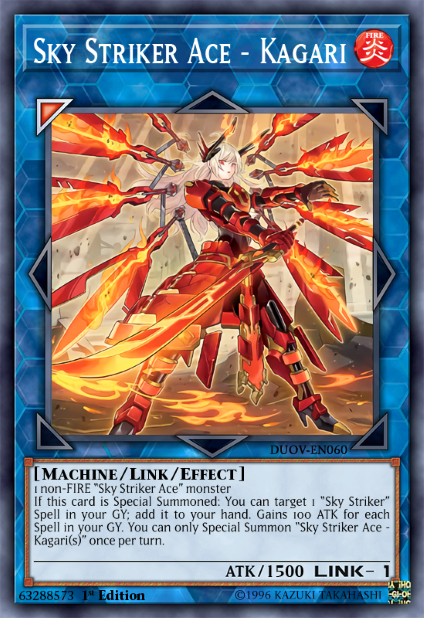 SKY STRIKER ACE - KAGARI
FIRE
炎
DUOV-EN060
[MACHINE/LINK/EFFECT]
1 non-FIRE "Sky Striker Ace" monster
If this card is Special Summoned: You can target 1 "Sky Striker"
Spell in your GY; add it to your hand. Gains 100 ATK for each
Spell in your GY. You can only Special Summon "Sky Striker Ace -
Kagari(s)" once per turn.
ATK/1500 LINK-1
63288573 1st Edition ©1996 KAZUKI TAKAHASHI